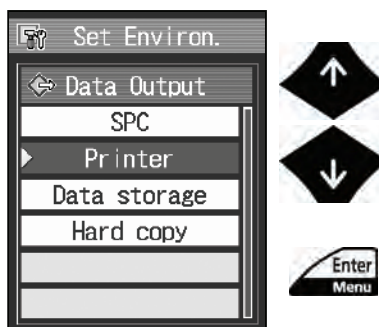 Set Environ.
Data Output
SPC
Printer
Data storage
Hard copy
Enter
Menu